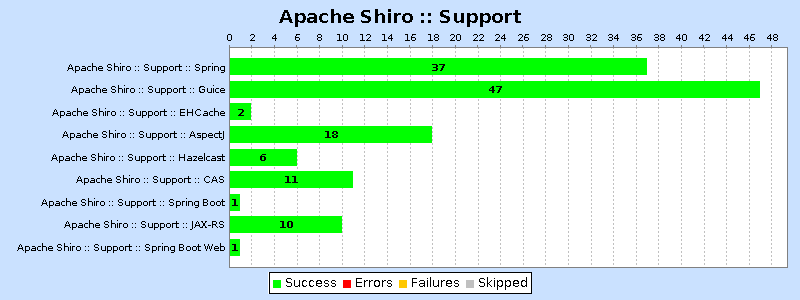 Apache Shiro :: Support
0 2 4 6 8 10 12 14 16 18 20 22 24 26 28 30 32 34 36 38 40 42 44 46 48
Apache Shiro :: Support :: Spring 37
Apache Shiro :: Support :: Guice 47
Apache Shiro :: Support :: EHCache 2
Apache Shiro :: Support :: AspectJ 18
Apache Shiro :: Support :: Hazelcast 6
Apache Shiro :: Support :: CAS 11
Apache Shiro :: Support :: Spring Boot 1
Apache Shiro :: Support :: JAX-RS 10
Apache Shiro :: Support :: Spring Boot Web 1
Success Errors Failures Skipped